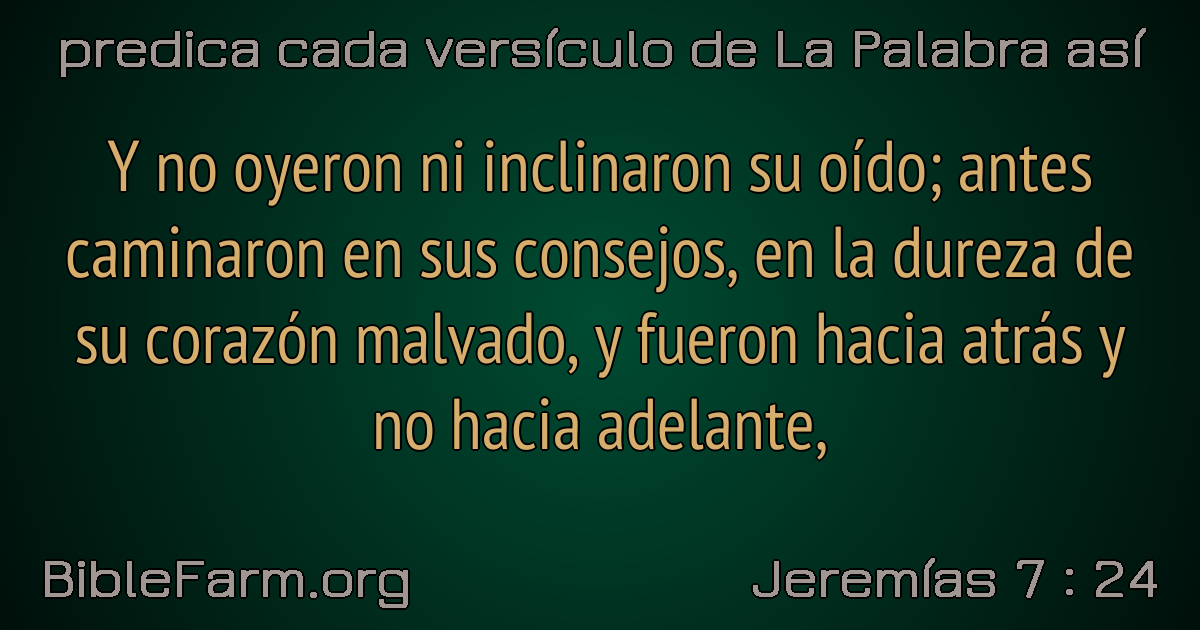 predica cada versículo de La Palabra así
Y no oyeron ni inclinaron su oído; antes
caminaron en sus consejos, en la dureza de
su corazón malvado, y fueron hacia atrás y
no hacia adelante,
BibleFarm.org
Jeremías 7 : 24